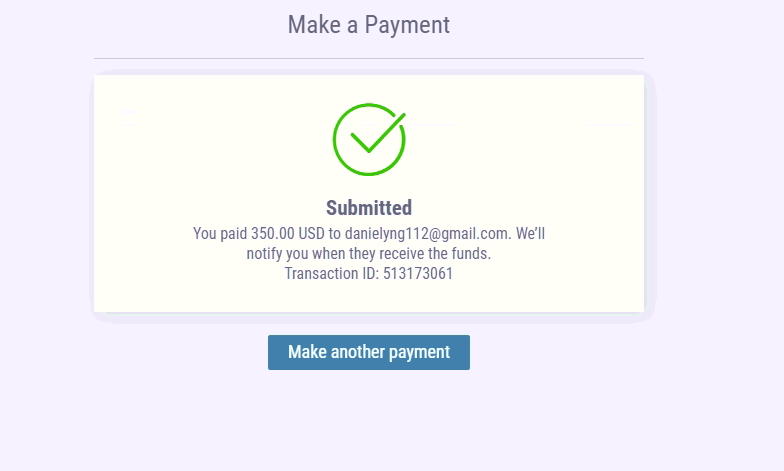 Make a Payment
Submitted
You paid 350.00 USD to danielyng112@gmail.com. We’ll
notify you when they receive the funds.
Transaction ID: 513173061
Make another payment